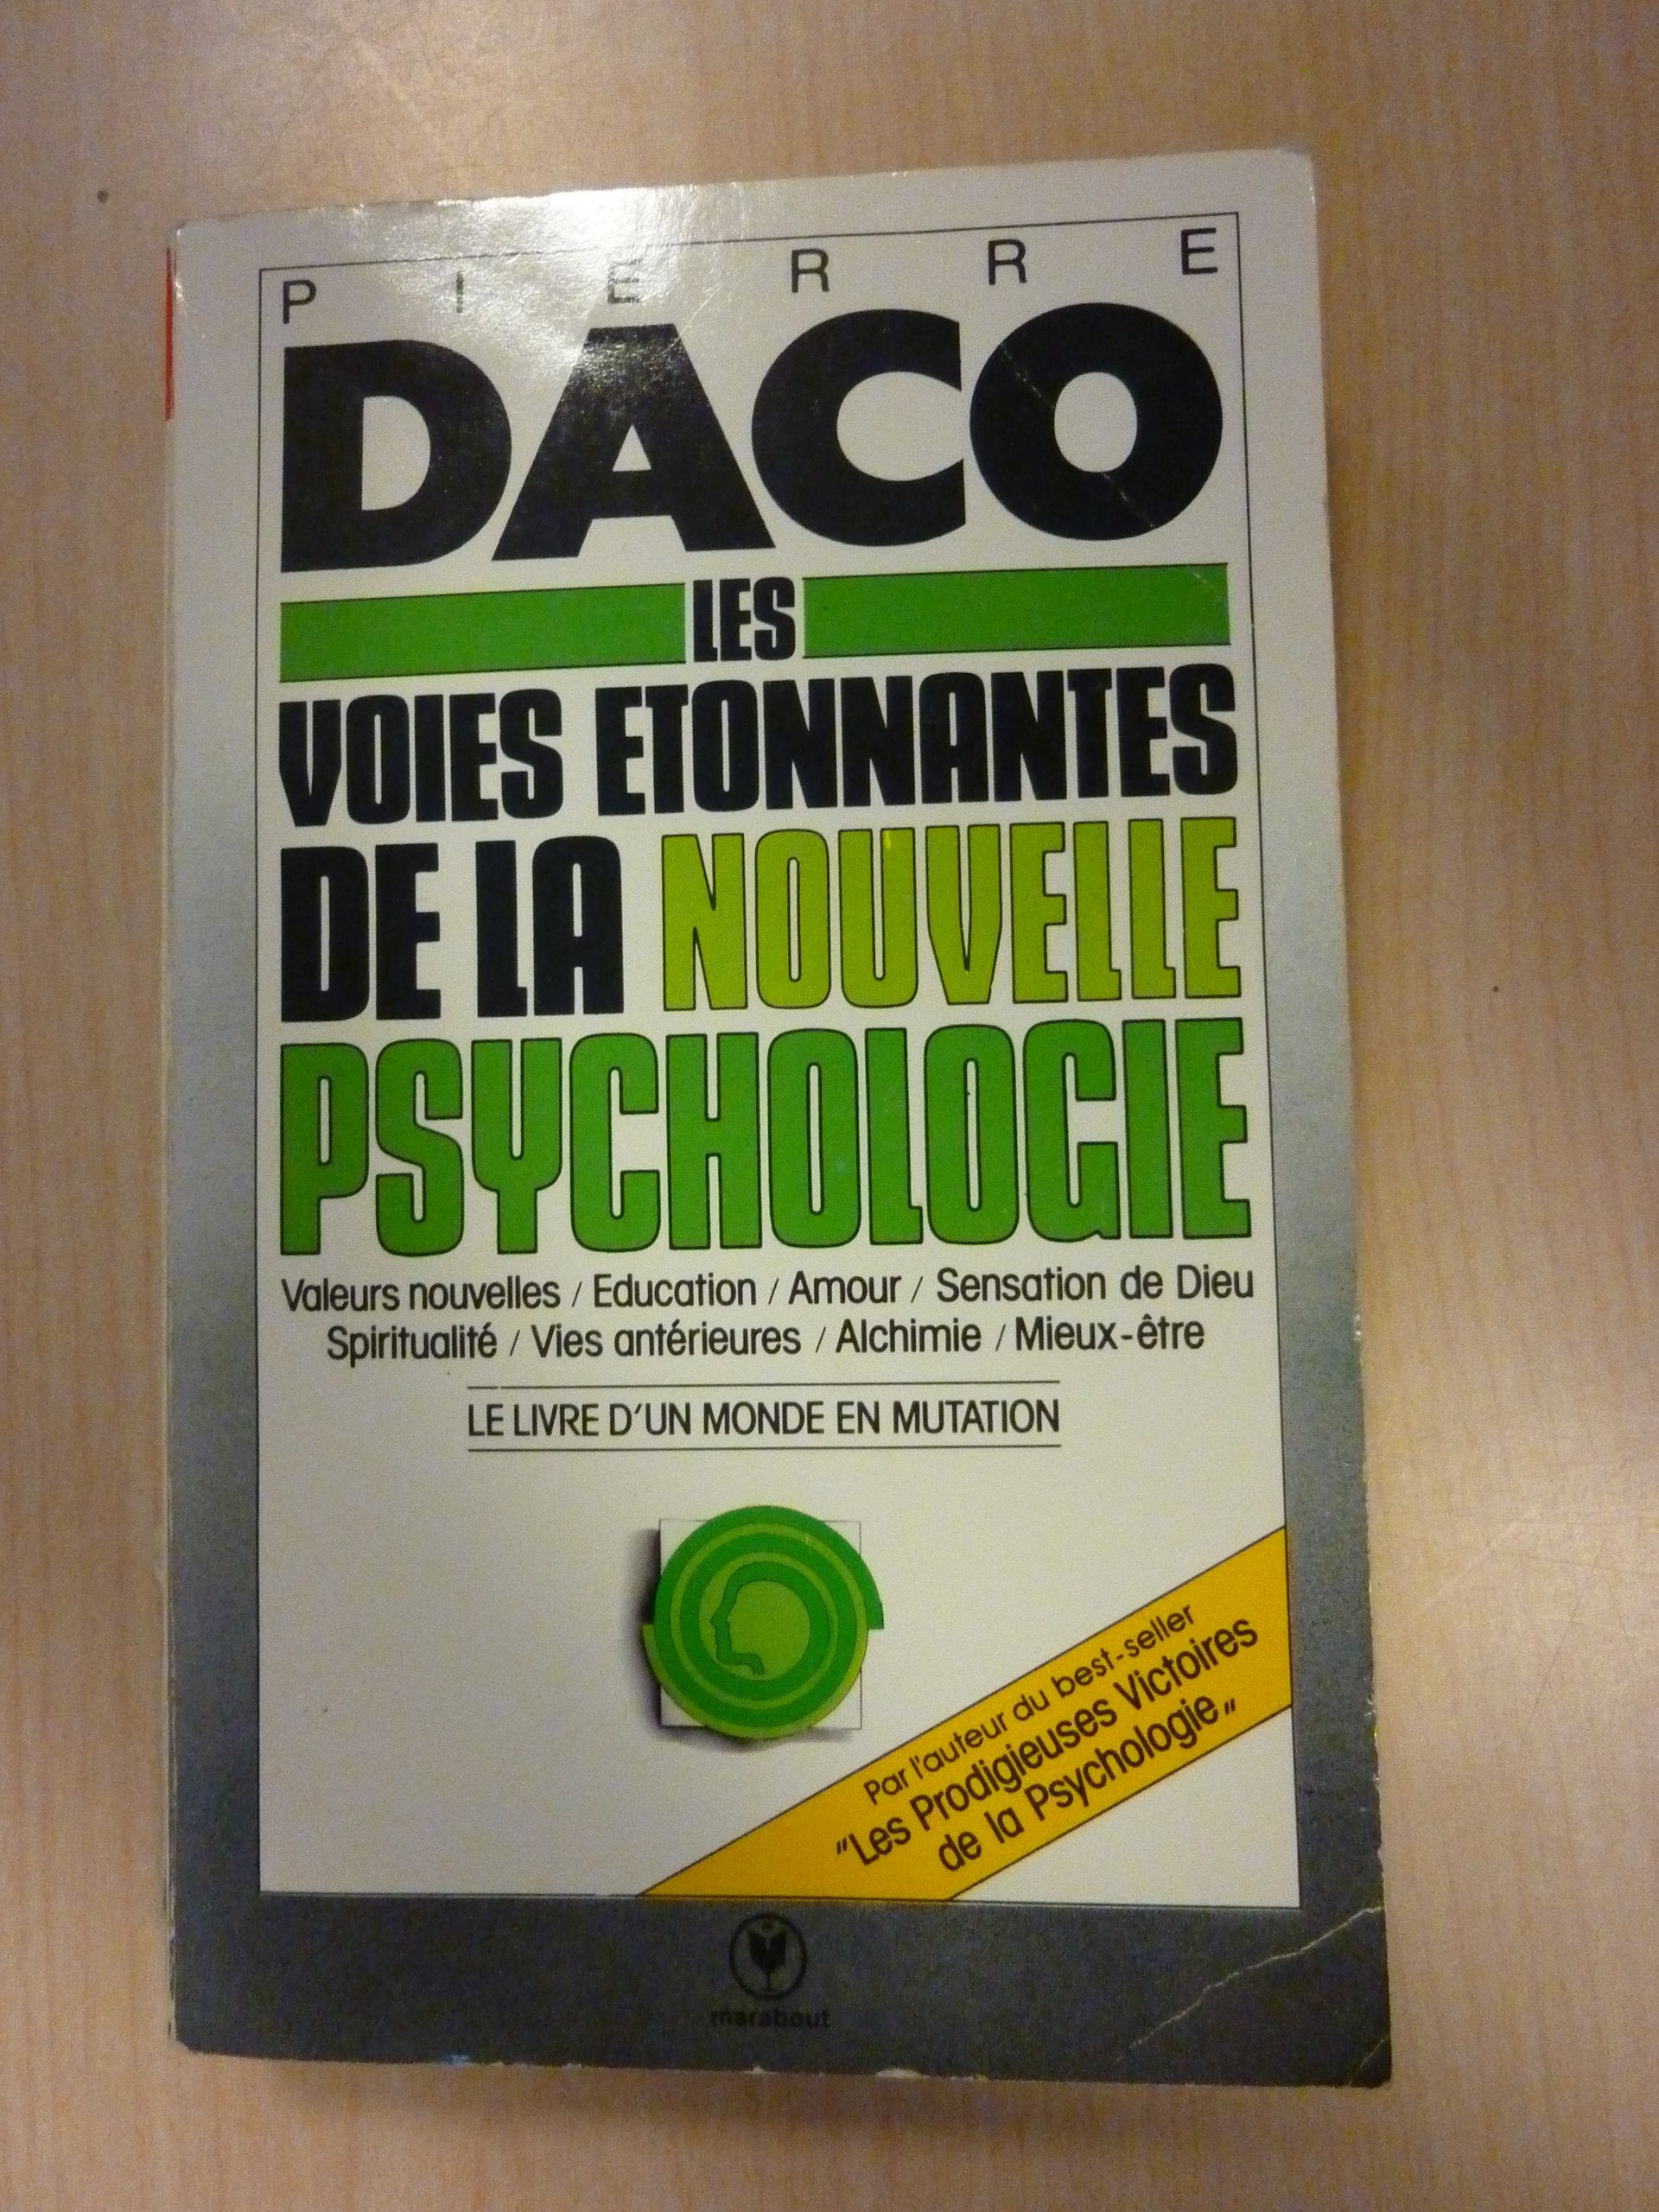 PIERRE
DACO
LES
VOIES ETONNANTES
DE LA NOUVELLE
PSYCHOLOGIE
Valeurs nouvelles / Education / Amour / Sensation de Dieu
Spiritualité / Vies antérieures / Alchimie / Mieux-être
LE LIVRE D'UN MONDE EN MUTATION
Par l'auteur du best-seller
"Les Prodigieuses Victoires
de la Psychologie„
marabout